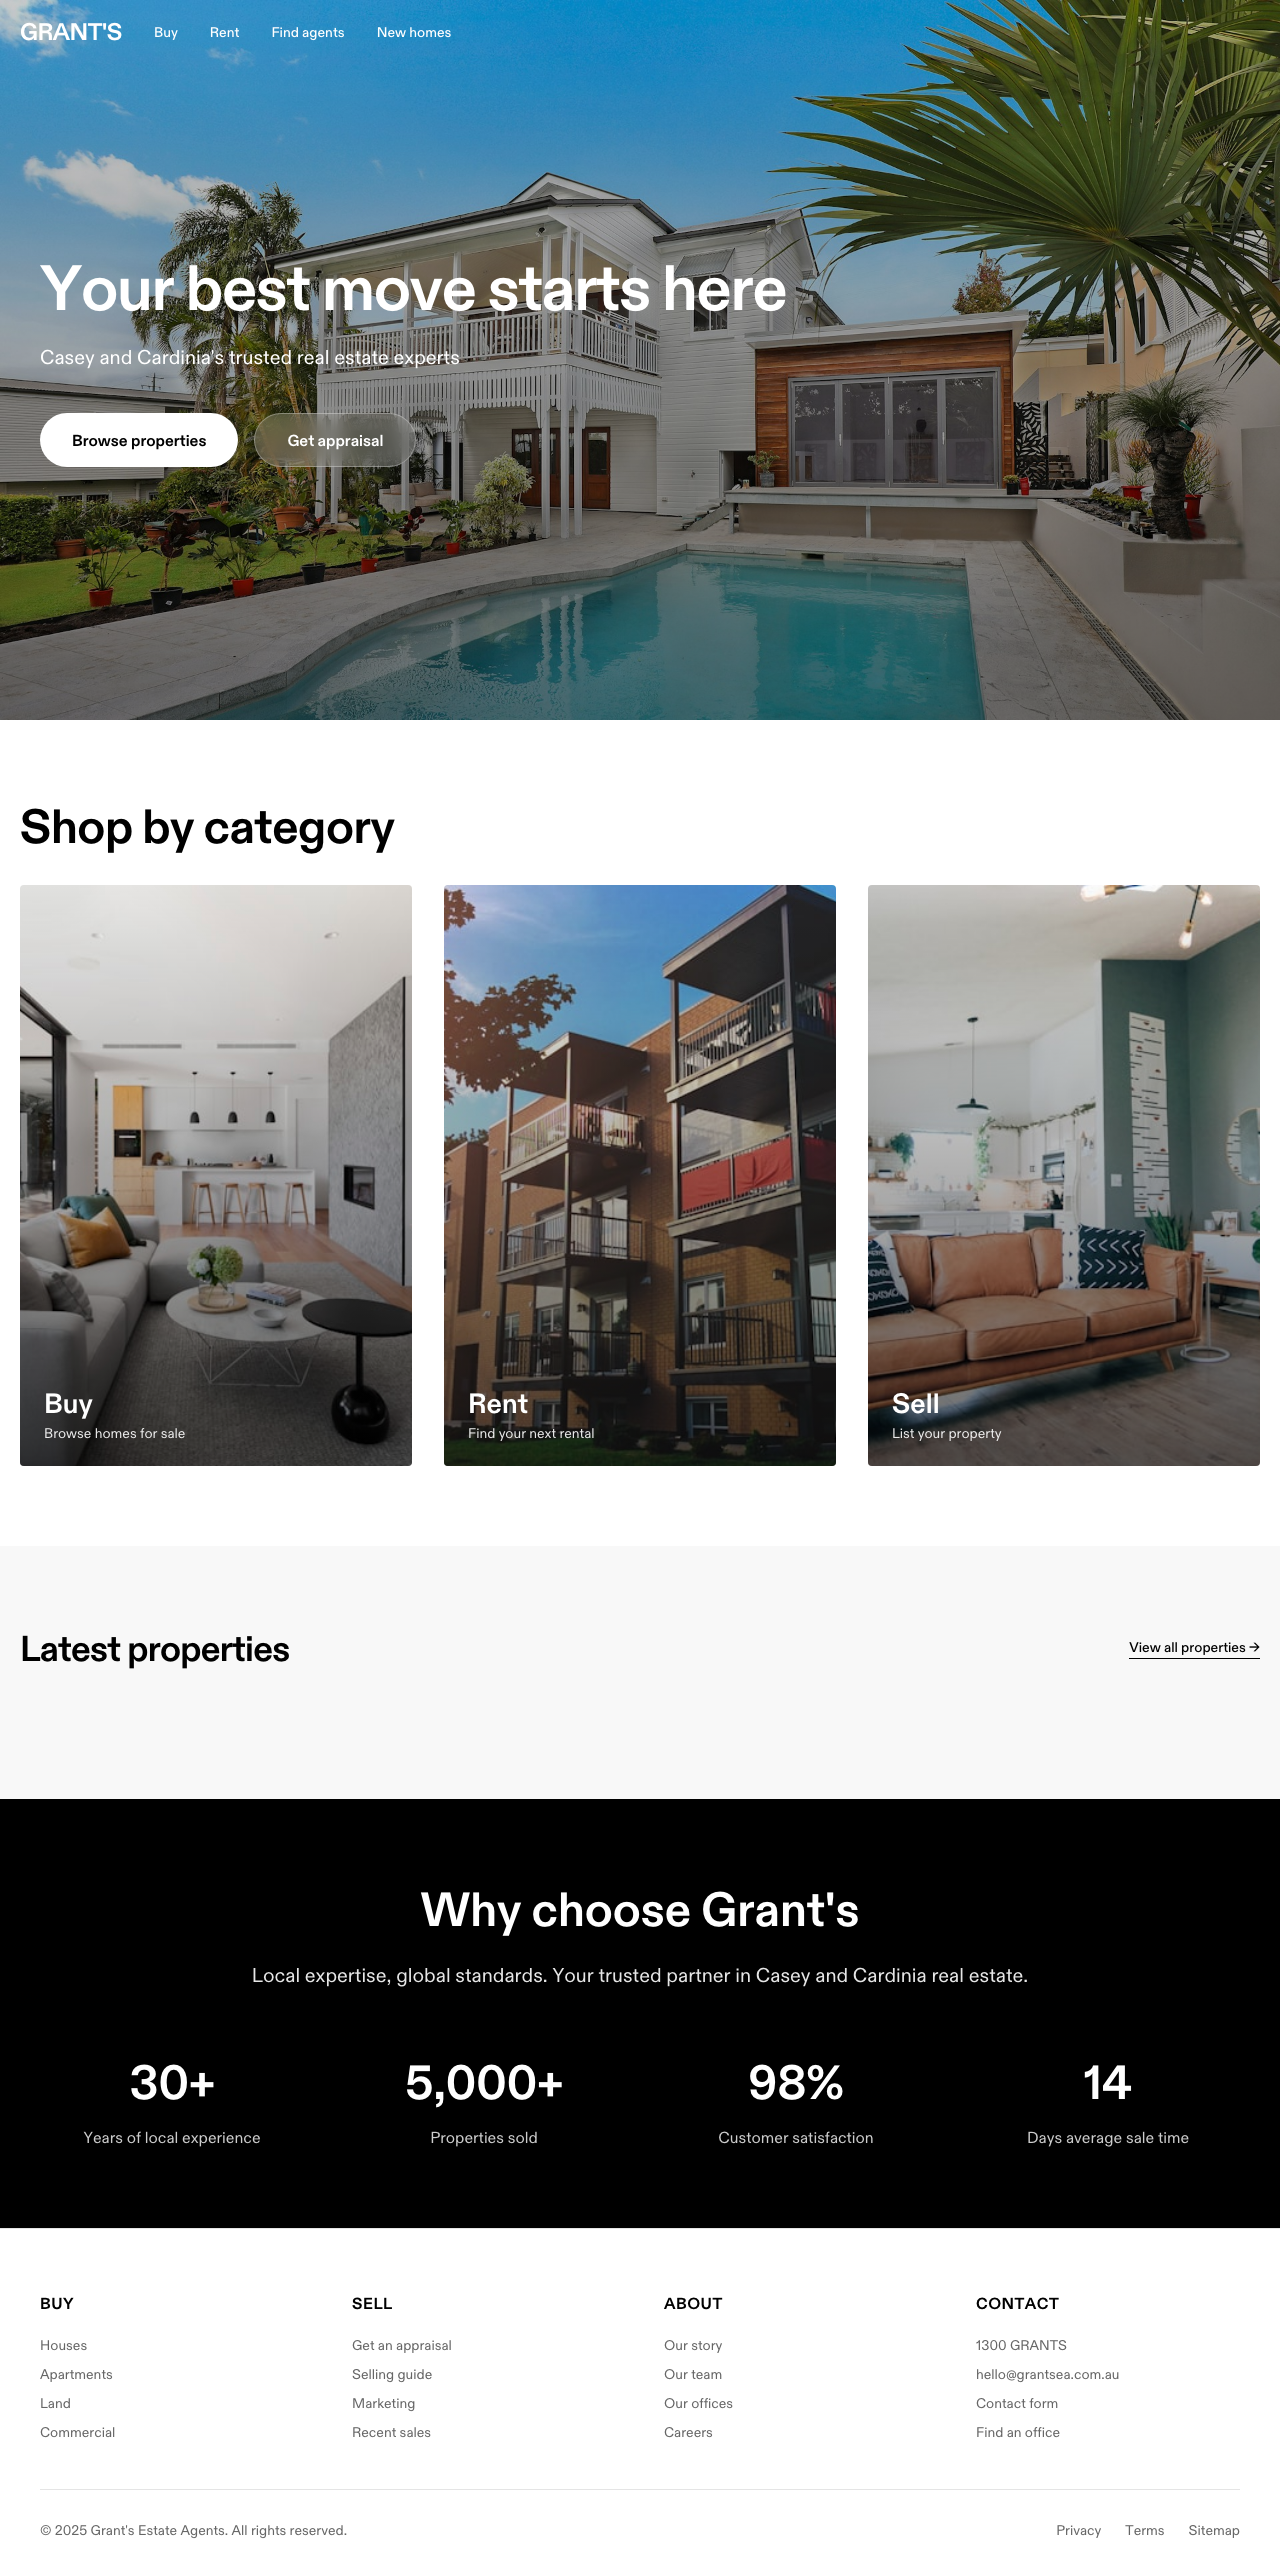 GRANT'S Buy Rent Find agents New homes
Your best move starts here
Casey and Cardinia's trusted real estate experts
Browse properties Get appraisal
Shop by category
Buy
Browse homes for sale
Rent
Find your next rental
Sell
List your property
Latest properties
View all properties →
Why choose Grant's
Local expertise, global standards. Your trusted partner in Casey and Cardinia real estate.
30+
Years of local experience
5,000+
Properties sold
98%
Customer satisfaction
14
Days average sale time
BUY
Houses
Apartments
Land
Commercial
SELL
Get an appraisal
Selling guide
Marketing
Recent sales
ABOUT
Our story
Our team
Our offices
Careers
CONTACT
1300 GRANTS
hello@grantsea.com.au
Contact form
Find an office
© 2025 Grant's Estate Agents. All rights reserved.
Privacy Terms Sitemap